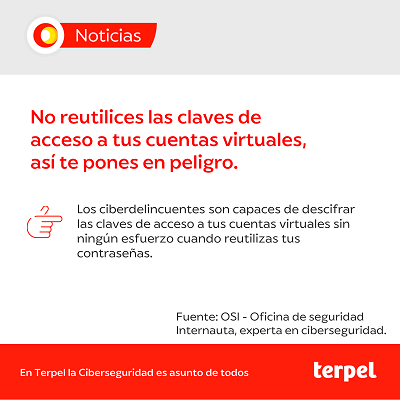 Noticias
No reutilices las claves de
acceso a tus cuentas virtuales,
así te pones en peligro.
Los ciberdelincuentes son capaces de descifrar
las claves de acceso a tus cuentas virtuales sin
ningún esfuerzo cuando reutilizas tus
contraseñas.
Fuente: OSI - Oficina de seguridad
Internauta, experta en ciberseguridad.
En Terpel la Ciberseguridad es asunto de todos
terpel